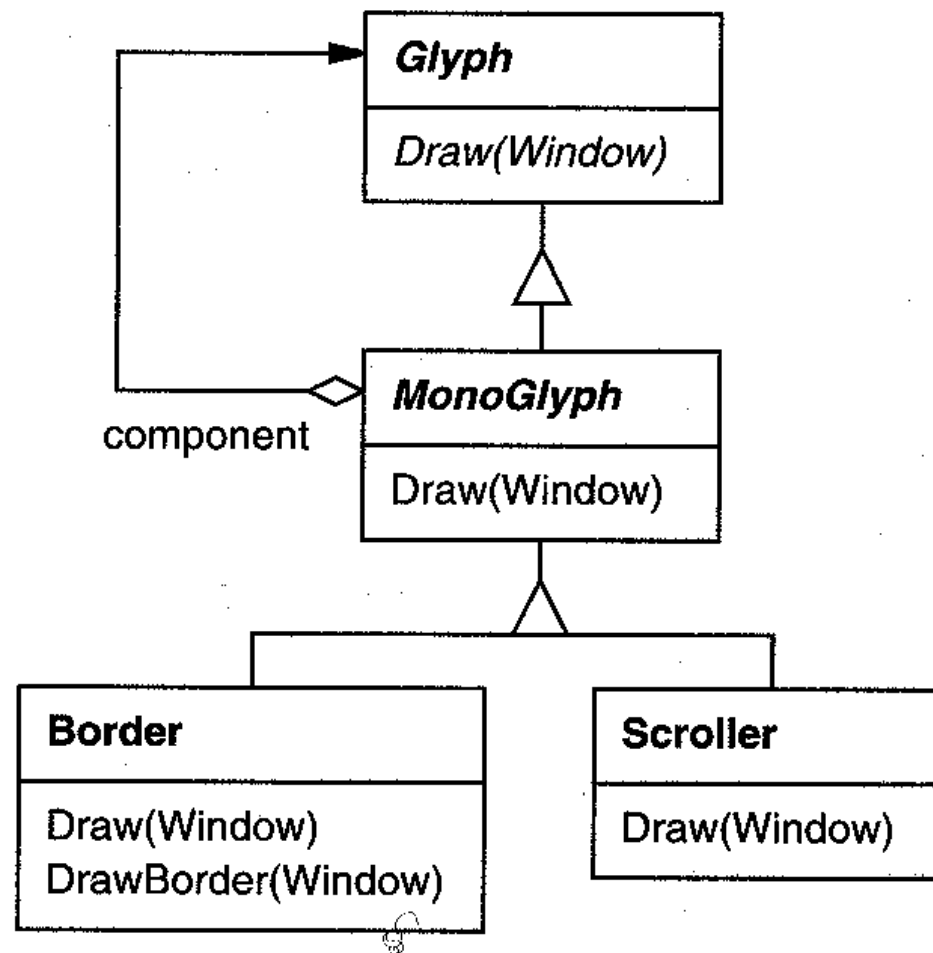 Glyph
Draw(Window)
MonoGlyph
component
Draw(Window)
Border
Draw(Window)
DrawBorder(Window)
Scroller
Draw(Window)